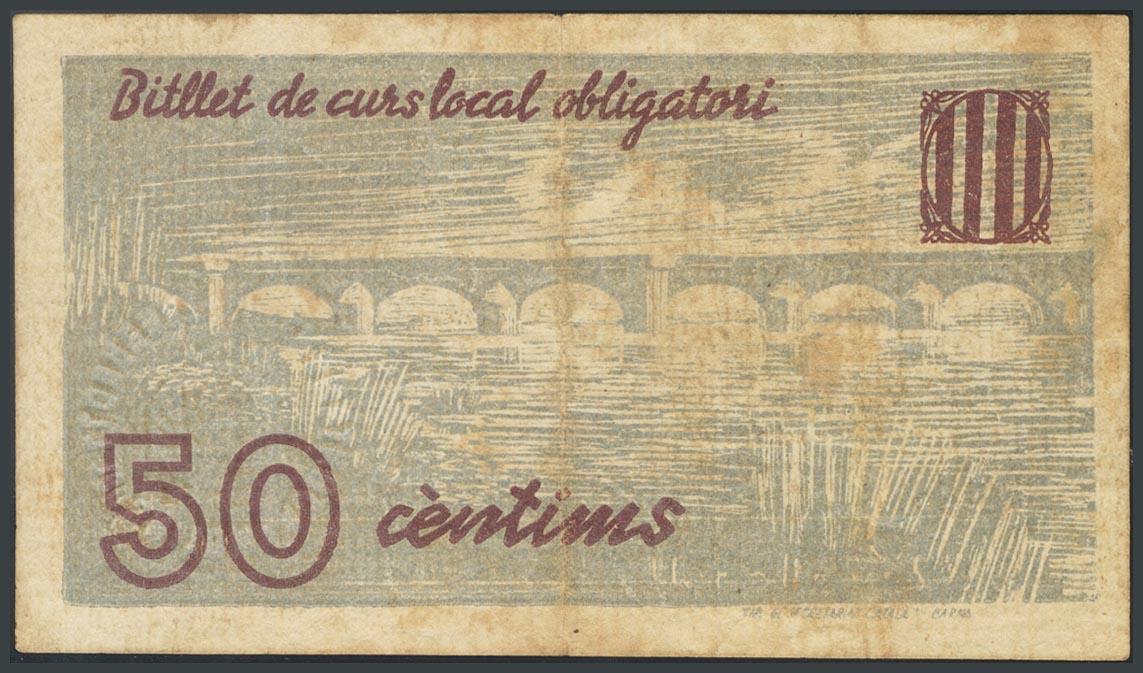 Bitllet de curs local obligatori
50 cèntims